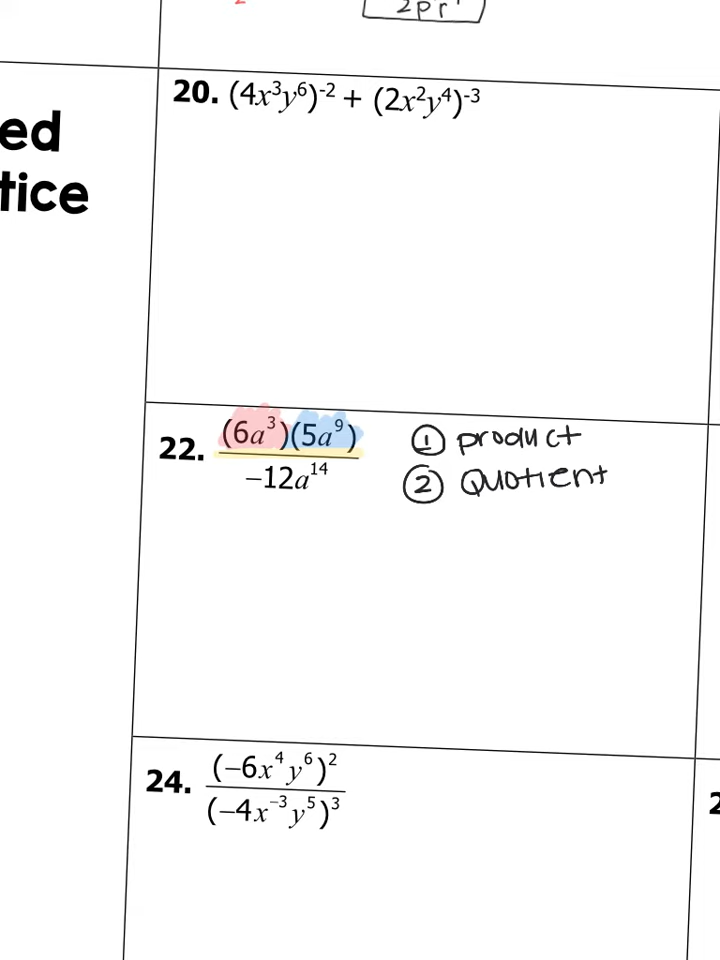 2pr
ed
tice
20. (4x³y⁶)⁻² + (2x²y⁴)⁻³
22. (6a³)(5a⁹) / −12a¹⁴
① product
② Quotient
24. (−6x⁴y⁶)² / (−4x⁻³y⁵)³
2